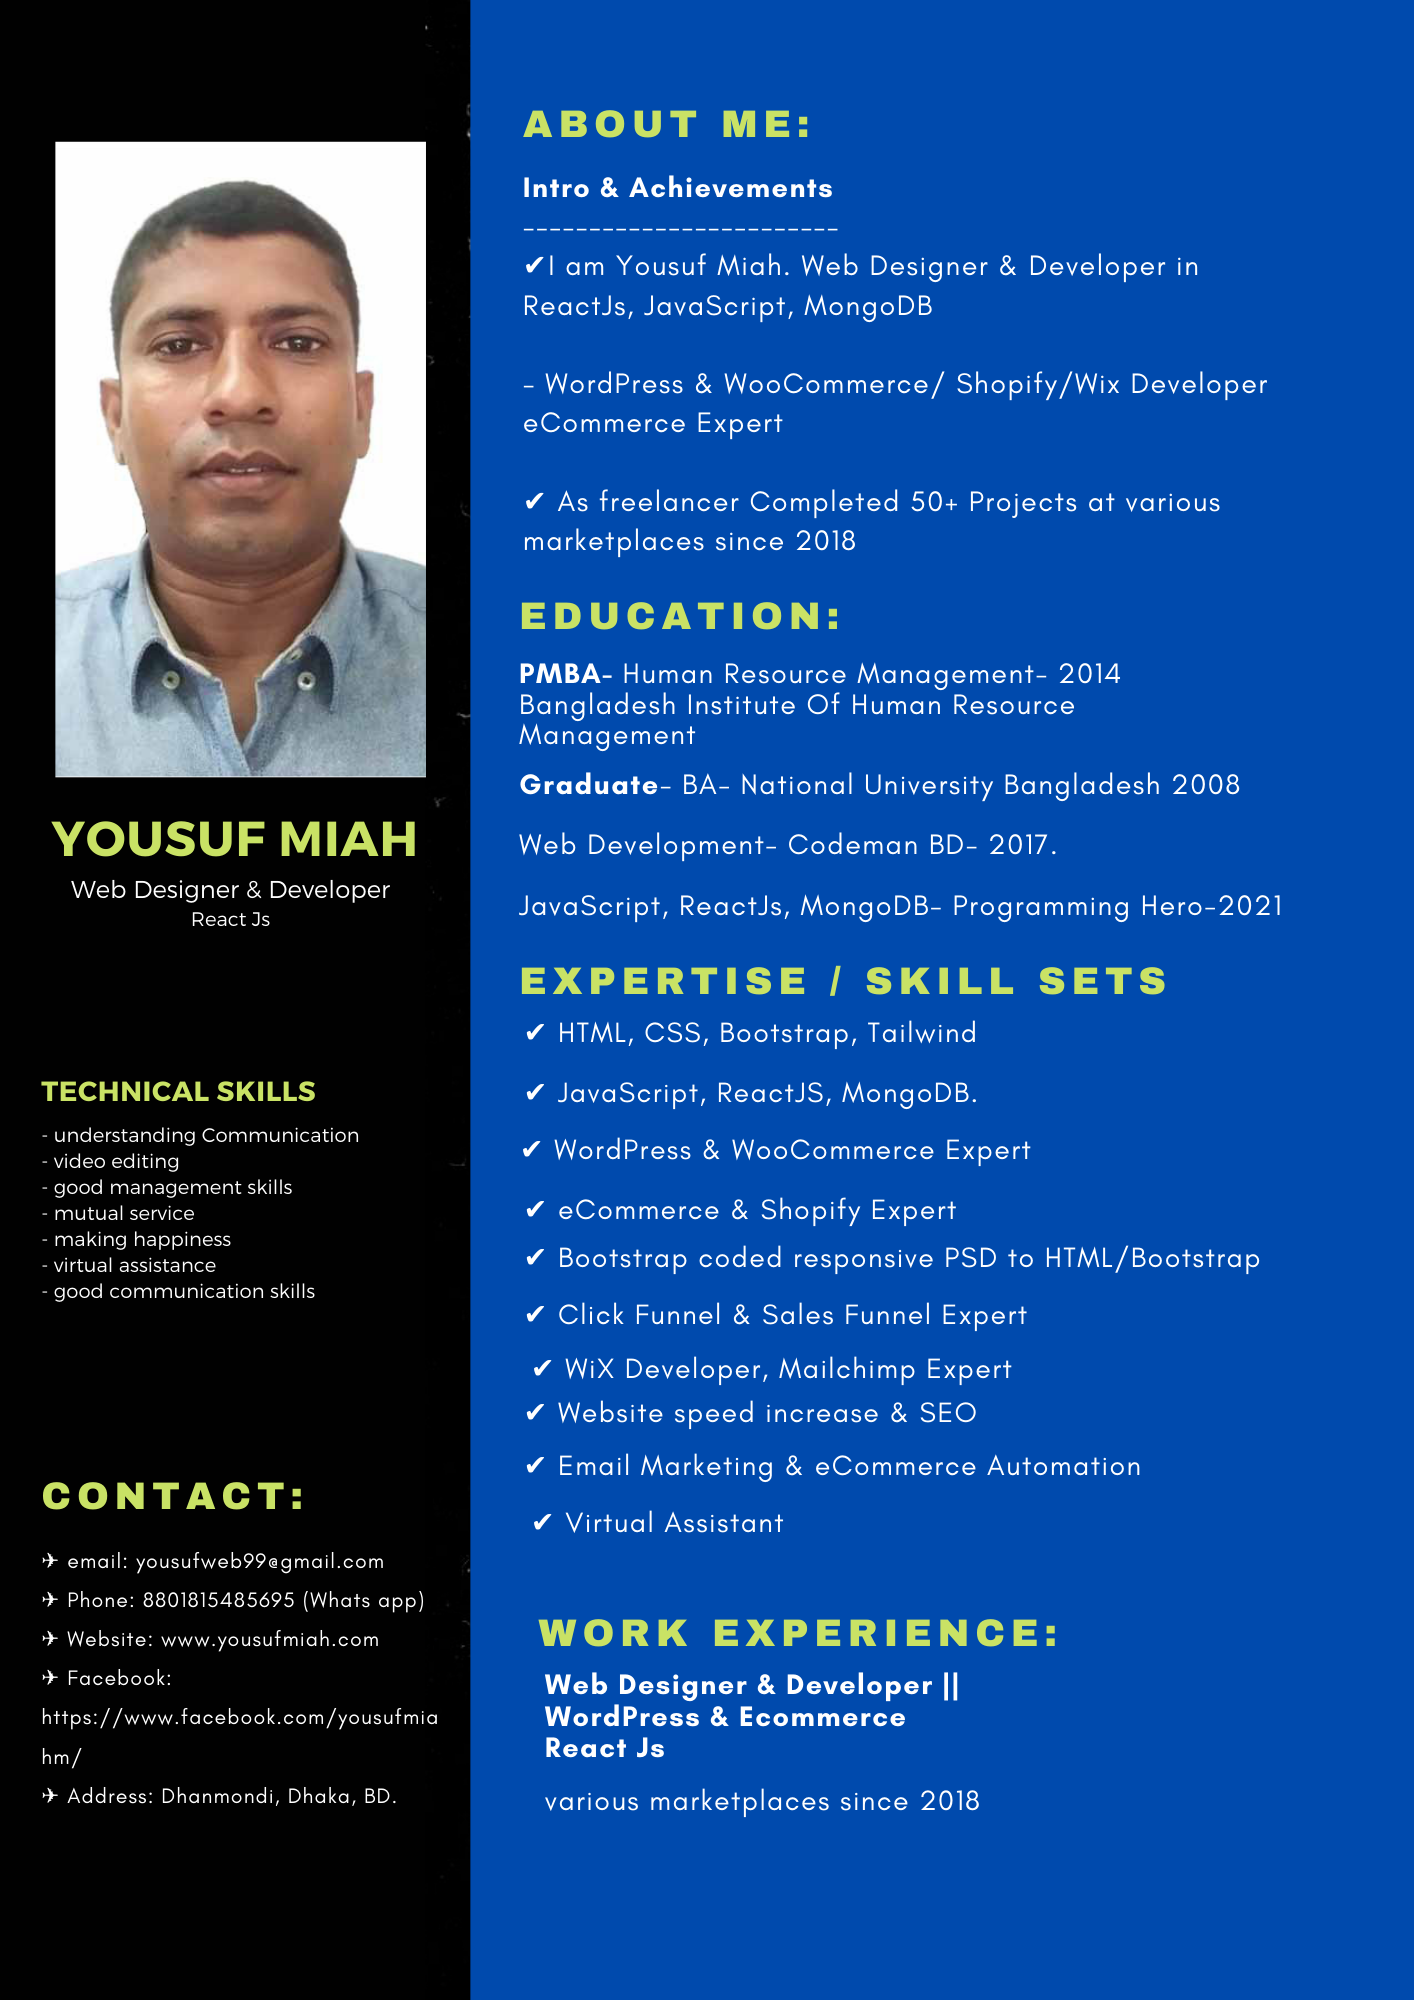 YOUSUF MIAH
Web Designer & Developer
React Js
TECHNICAL SKILLS
- understanding Communication
- video editing
- good management skills
- mutual service
- making happiness
- virtual assistance
- good communication skills
CONTACT:
✈ email: yousufweb99@gmail.com
✈ Phone: 8801815485695 (Whats app)
✈ Website: www.yousufmiah.com
✈ Facebook:
https://www.facebook.com/yousufmia
hm/
✈ Address: Dhanmondi, Dhaka, BD.
ABOUT ME:
Intro & Achievements
------------------------
✔I am Yousuf Miah. Web Designer & Developer in
ReactJs, JavaScript, MongoDB
- WordPress & WooCommerce/ Shopify/Wix Developer
eCommerce Expert
✔ As freelancer Completed 50+ Projects at various
marketplaces since 2018
EDUCATION:
PMBA- Human Resource Management- 2014
Bangladesh Institute Of Human Resource
Management
Graduate- BA- National University Bangladesh 2008
Web Development- Codeman BD- 2017.
JavaScript, ReactJs, MongoDB- Programming Hero-2021
EXPERTISE / SKILL SETS
✔ HTML, CSS, Bootstrap, Tailwind
✔ JavaScript, ReactJS, MongoDB.
✔ WordPress & WooCommerce Expert
✔ eCommerce & Shopify Expert
✔ Bootstrap coded responsive PSD to HTML/Bootstrap
✔ Click Funnel & Sales Funnel Expert
✔ WiX Developer, Mailchimp Expert
✔ Website speed increase & SEO
✔ Email Marketing & eCommerce Automation
✔ Virtual Assistant
WORK EXPERIENCE:
Web Designer & Developer ||
WordPress & Ecommerce
React Js
various marketplaces since 2018